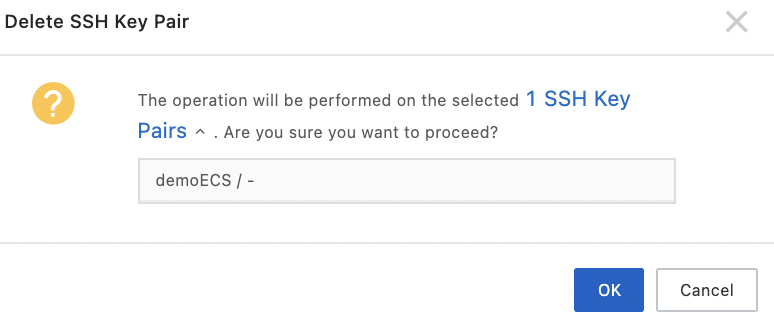 Delete SSH Key Pair
The operation will be performed on the selected 1 SSH Key
Pairs ^ . Are you sure you want to proceed?
demoECS / -
OK Cancel